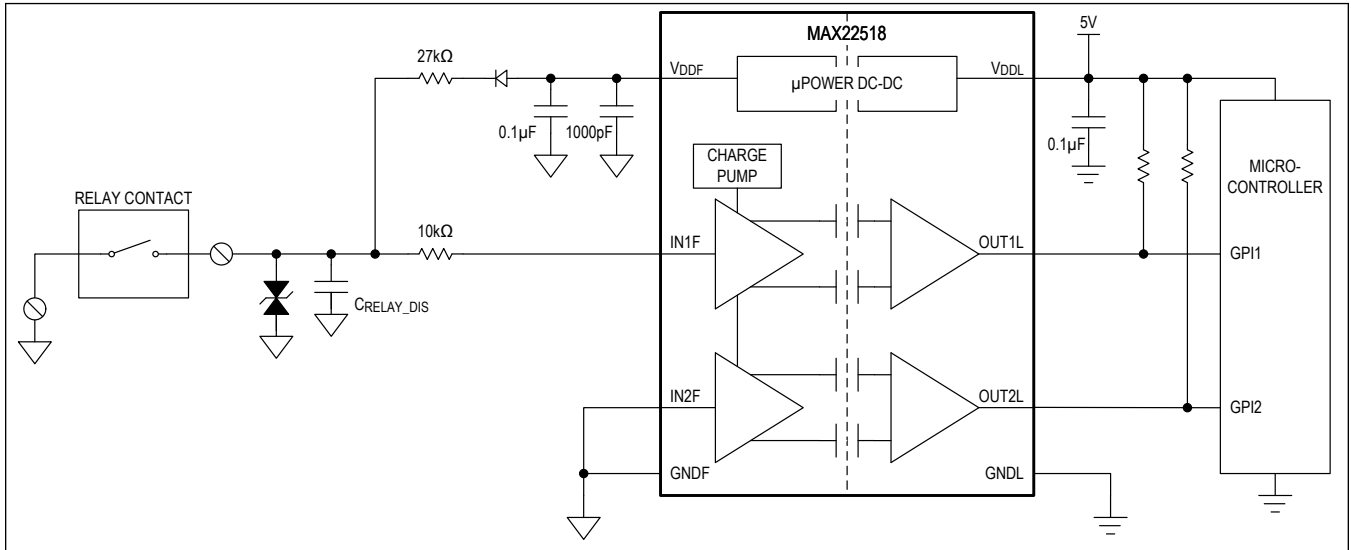 MAX22518
5V
27kΩ
VDDF
µPOWER DC-DC
VDDL
0.1µF
1000pF
0.1µF
CHARGE
PUMP
MICRO-
CONTROLLER
RELAY CONTACT
10kΩ
IN1F
OUT1L
GPI1
CRELAY_DIS
IN2F
OUT2L
GPI2
GNDF
GNDL